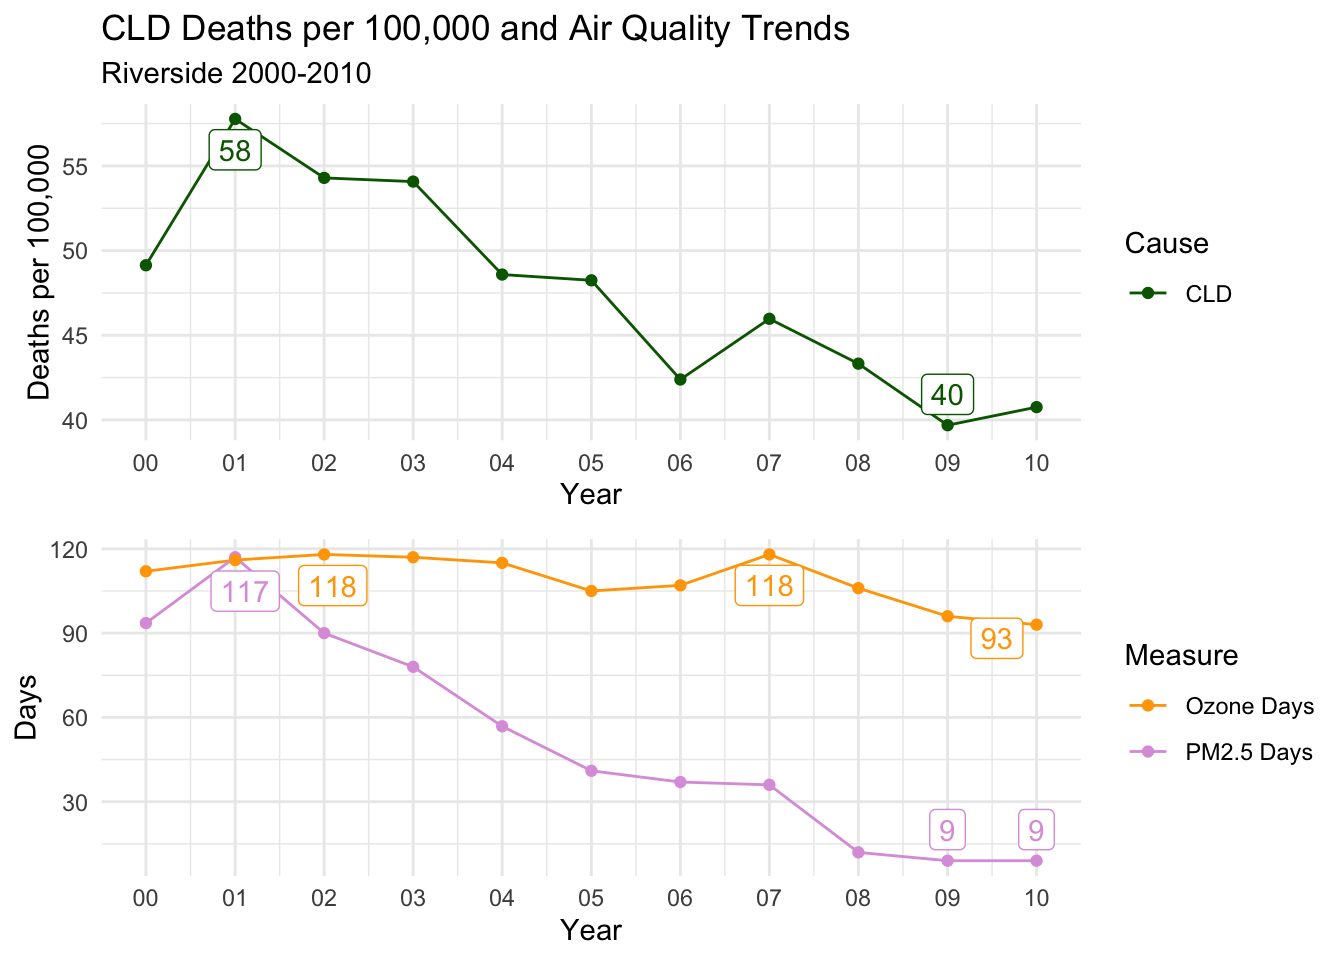 CLD Deaths per 100,000 and Air Quality Trends
Riverside 2000-2010
Deaths per 100,000
55
50
45
40
58
40
00 01 02 03 04 05 06 07 08 09 10
Year
Cause
CLD
Days
120
90
60
30
117
118
118
93
9
9
00 01 02 03 04 05 06 07 08 09 10
Year
Measure
Ozone Days
PM2.5 Days